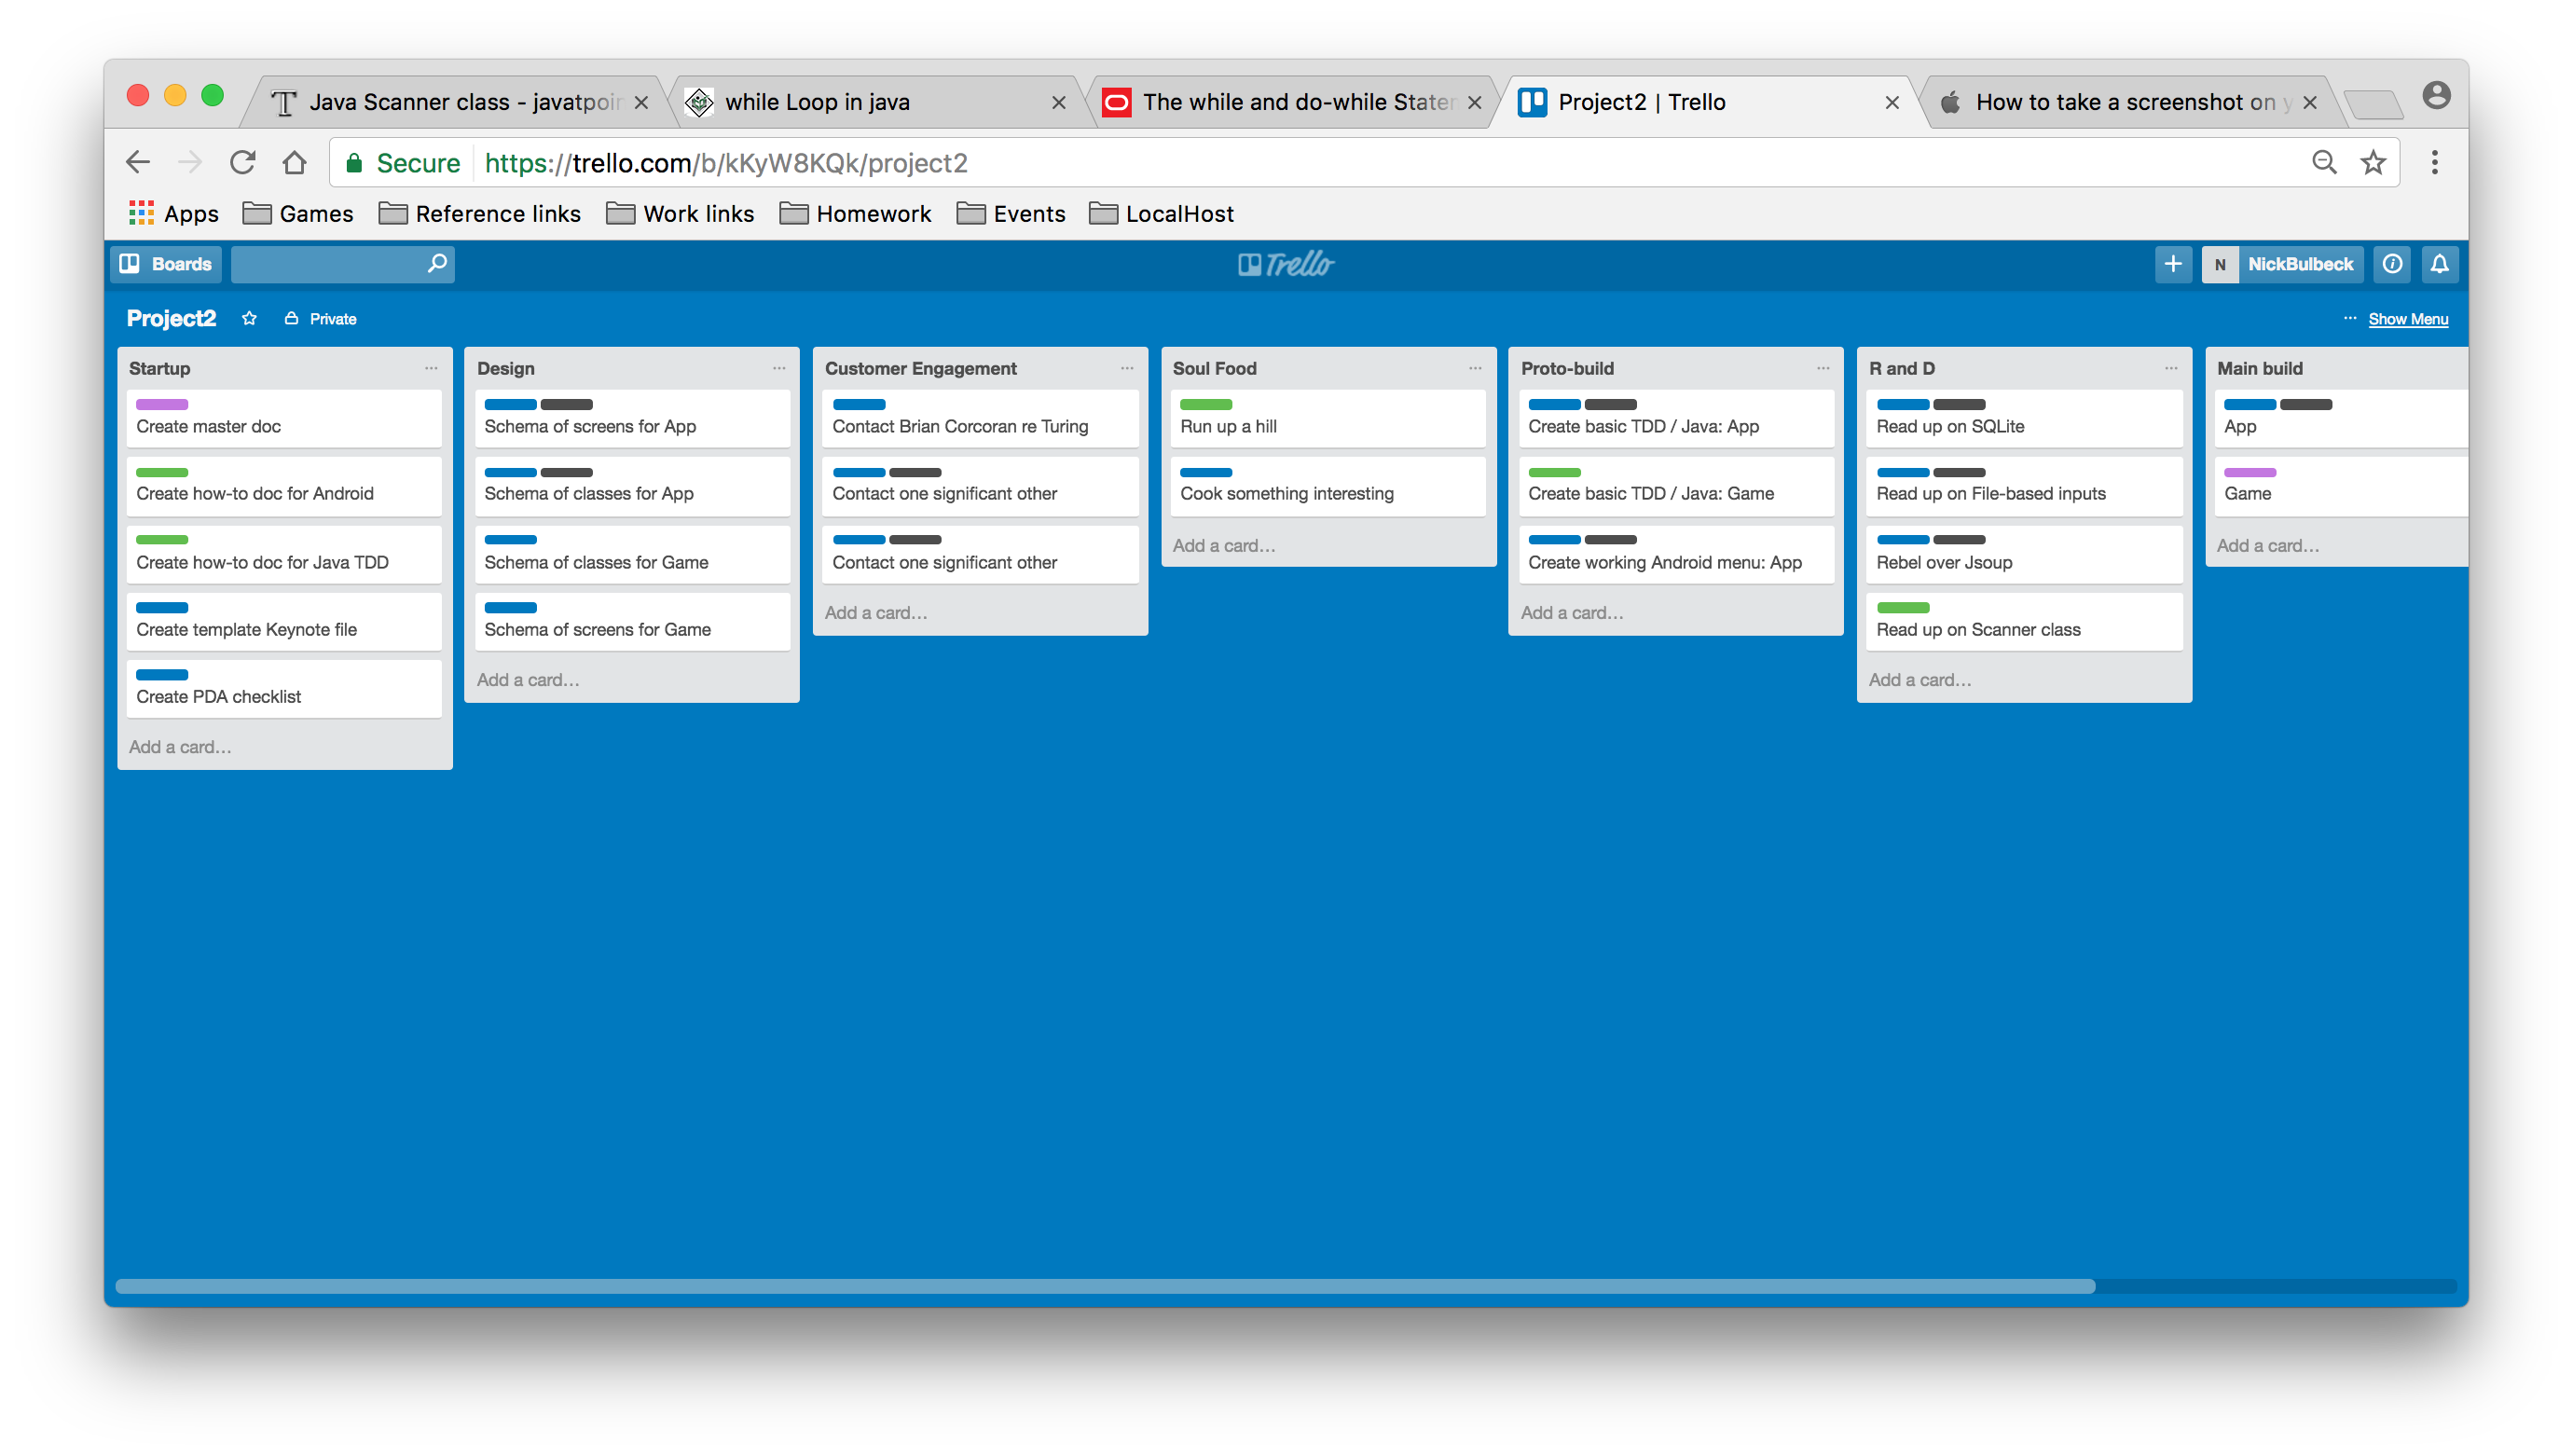 Java Scanner class - javatpoin
while Loop in java
The while and do-while Staten
Project2 | Trello
How to take a screenshot on y
Secure
https://trello.com/b/kKyW8KQk/project2
Apps
Games
Reference links
Work links
Homework
Events
LocalHost
Boards
Trello
N
NickBulbeck
Project2
Private
... Show Menu
Startup
Create master doc
Create how-to doc for Android
Create how-to doc for Java TDD
Create template Keynote file
Create PDA checklist
Add a card...
Design
Schema of screens for App
Schema of classes for App
Schema of classes for Game
Schema of screens for Game
Add a card...
Customer Engagement
Contact Brian Corcoran re Turing
Contact one significant other
Contact one significant other
Add a card...
Soul Food
Run up a hill
Cook something interesting
Add a card...
Proto-build
Create basic TDD / Java: App
Create basic TDD / Java: Game
Create working Android menu: App
Add a card...
R and D
Read up on SQLite
Read up on File-based inputs
Rebel over Jsoup
Read up on Scanner class
Add a card...
Main build
App
Game
Add a card...